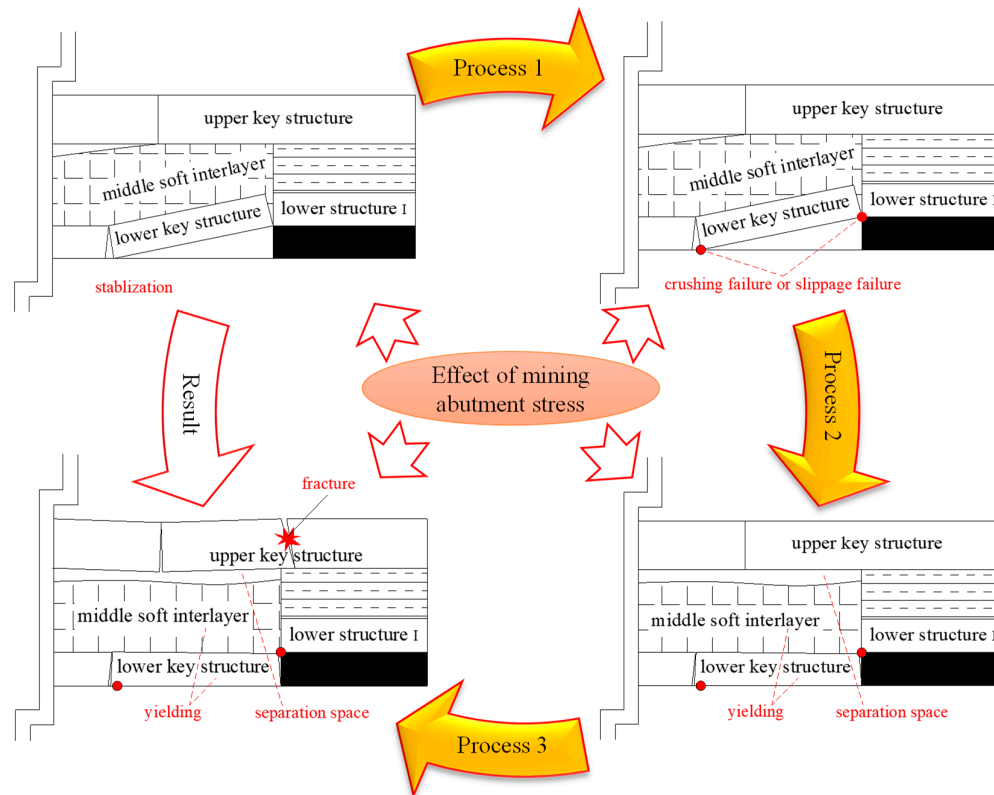 Process 1
upper key structure
middle soft interlayer
lower key structure
lower structure I
stablization
upper key structure
middle soft interlayer
lower key structure
lower structure I
crushing failure or slippage failure
Result
Effect of mining
abutment stress
Process 2
fracture
upper key structure
middle soft interlayer
lower structure I
lower key structure
yielding
separation space
upper key structure
middle soft interlayer
lower structure I
lower key structure
yielding
separation space
Process 3